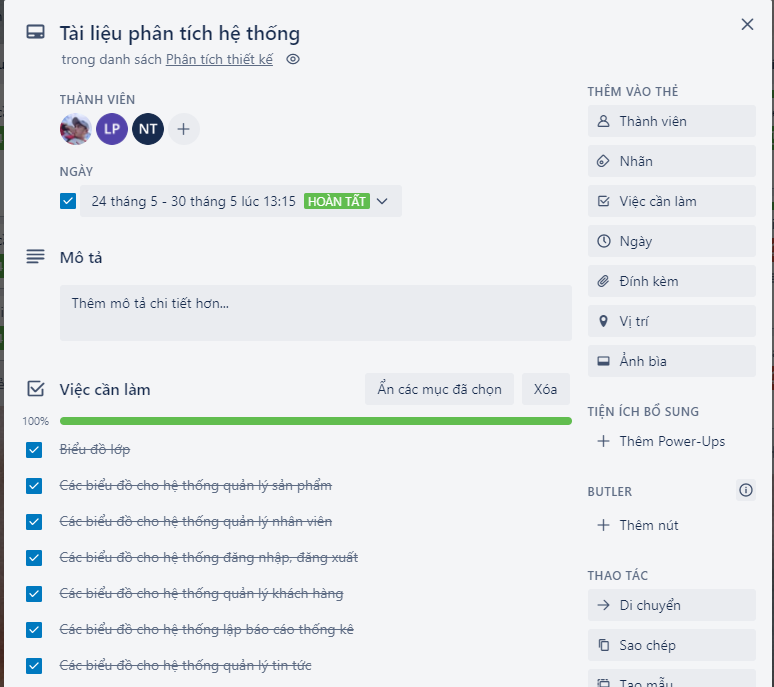 Tài liệu phân tích hệ thống
trong danh sách Phân tích thiết kế
THÀNH VIÊN
LP NT
NGÀY
24 tháng 5 - 30 tháng 5 lúc 13:15 HOÀN TẤT
Mô tả
Thêm mô tả chi tiết hơn...
Việc cần làm
Ẩn các mục đã chọn
Xóa
100%
Biểu đồ lớp
Các biểu đồ cho hệ thống quản lý sản phẩm
Các biểu đồ cho hệ thống quản lý nhân viên
Các biểu đồ cho hệ thống đăng nhập, đăng xuất
Các biểu đồ cho hệ thống quản lý khách hàng
Các biểu đồ cho hệ thống lập báo cáo thống kê
Các biểu đồ cho hệ thống quản lý tin tức
THÊM VÀO THẺ
Thành viên
Nhãn
Việc cần làm
Ngày
Đính kèm
Vị trí
Ảnh bìa
TIỆN ÍCH BỔ SUNG
Thêm Power-Ups
BUTLER
Thêm nút
THAO TÁC
Di chuyển
Sao chép
Tạo mẫu